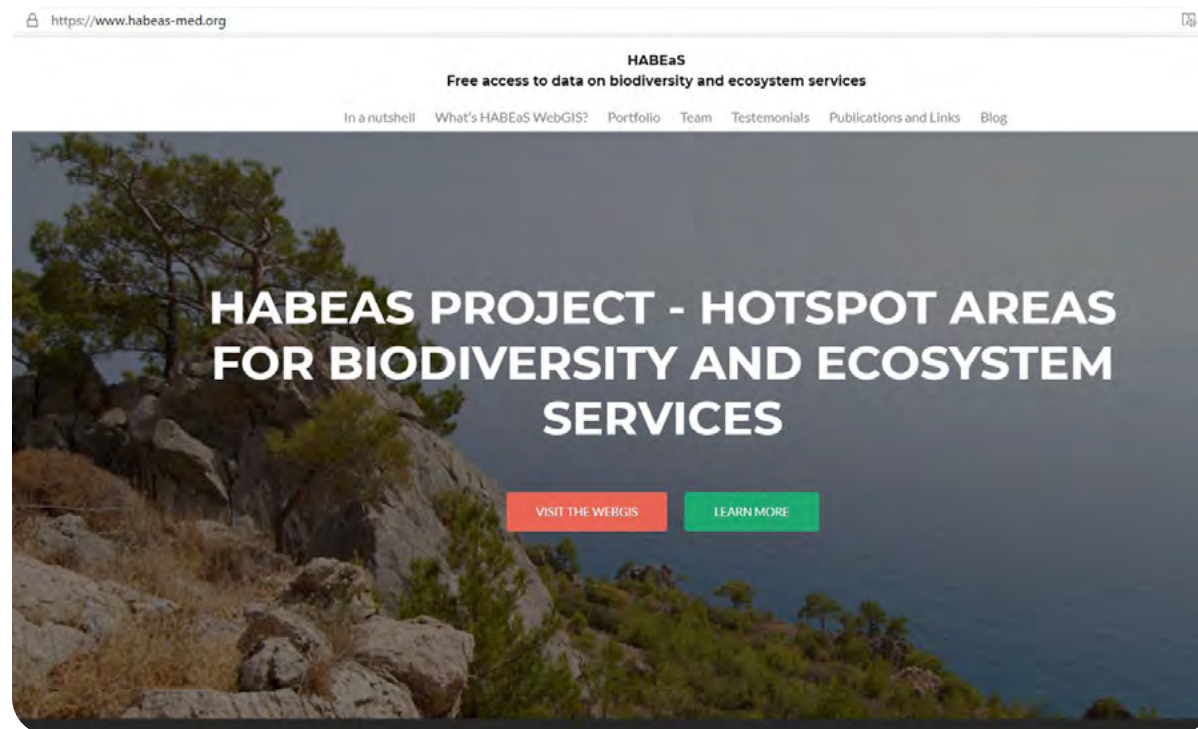 https://www.habeas-med.org
HABEaS
Free access to data on biodiversity and ecosystem services
In a nutshell What's HABEaS WebGIS? Portfolio Team Testemonials Publications and Links Blog
HABEAS PROJECT - HOTSPOT AREAS
FOR BIODIVERSITY AND ECOSYSTEM
SERVICES
VISIT THE WEBGIS LEARN MORE